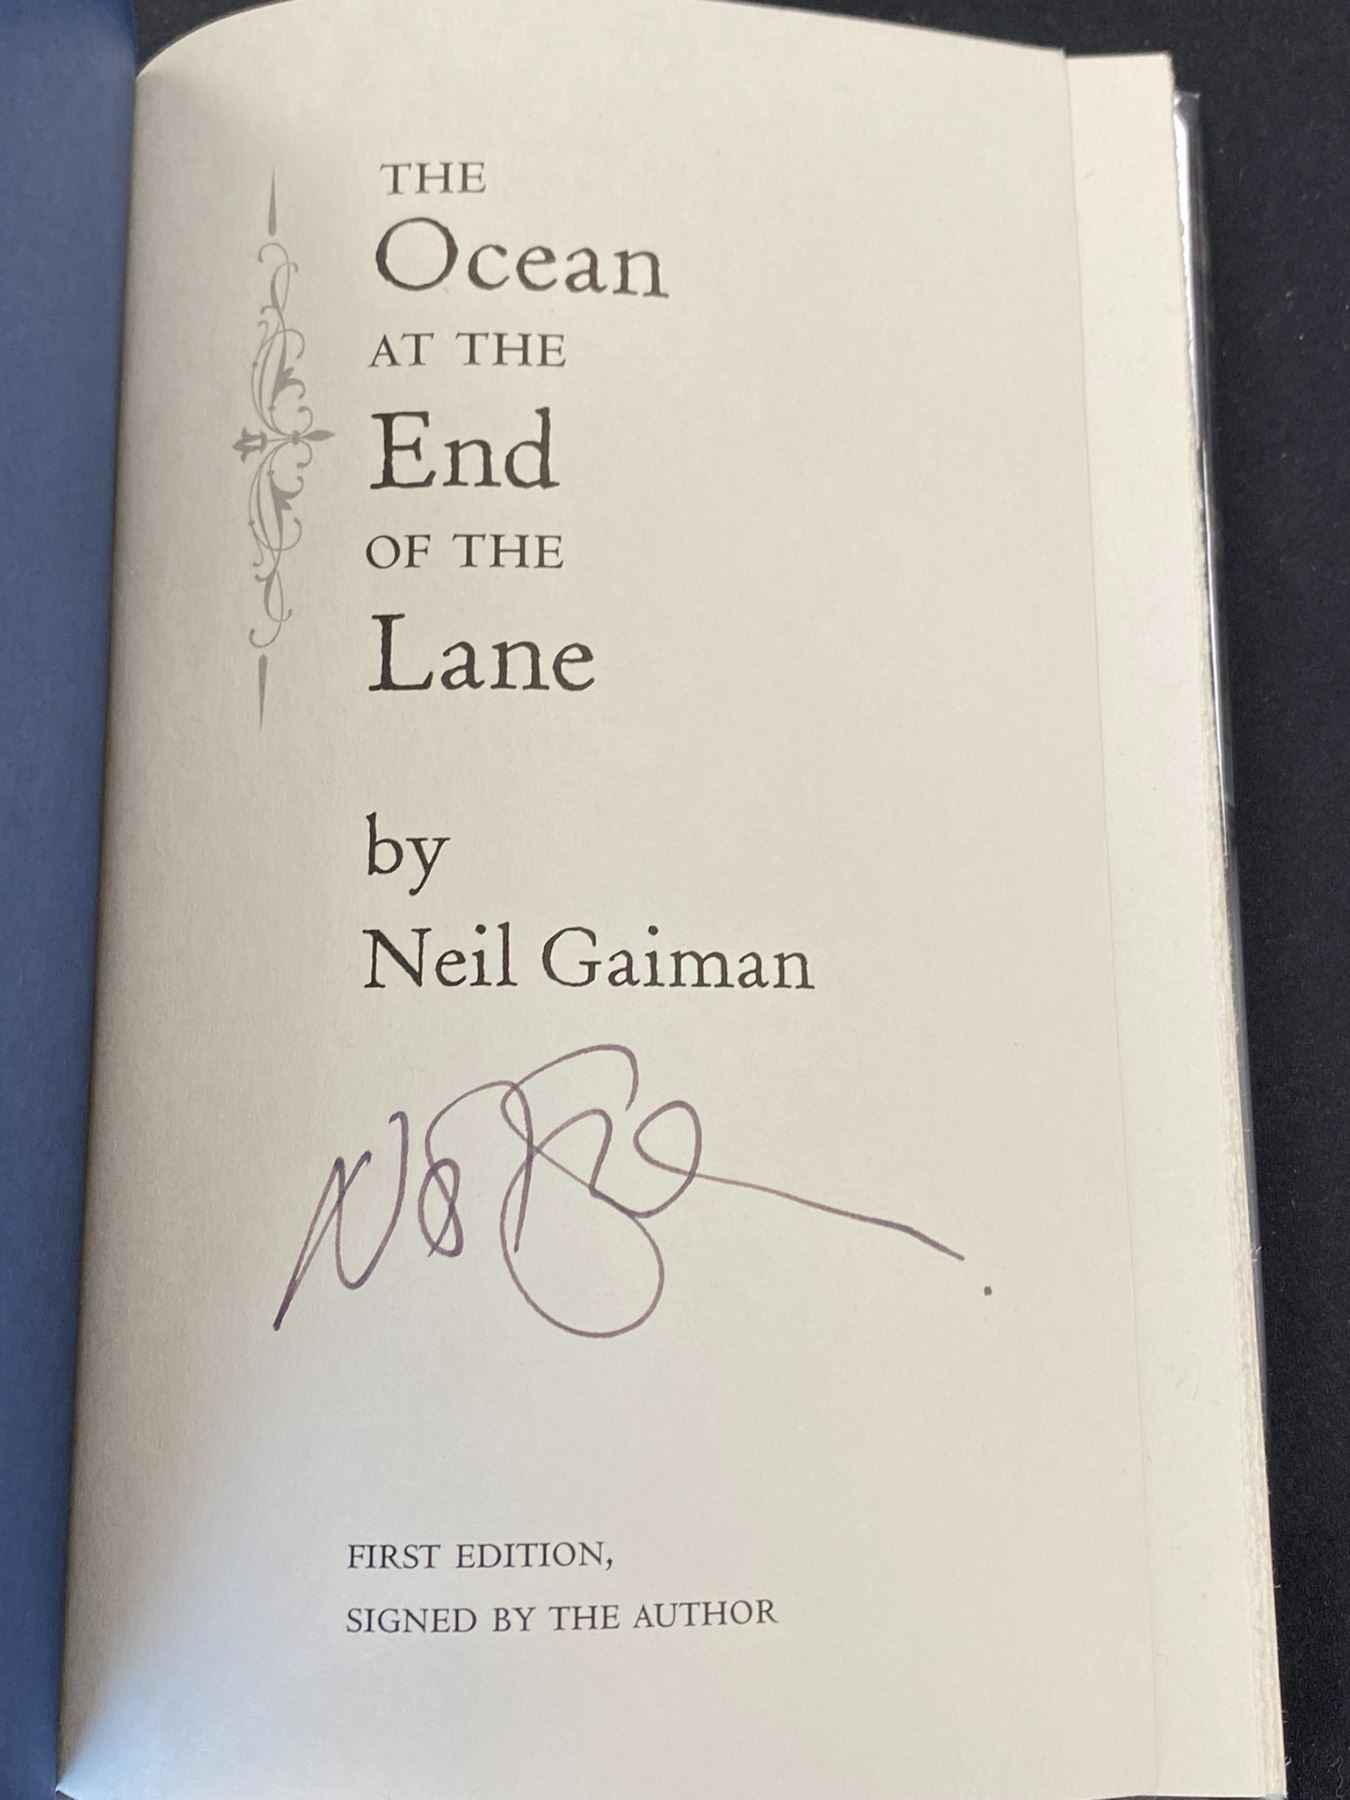 THE
Ocean
AT THE
End
OF THE
Lane
by
Neil Gaiman
FIRST EDITION,
SIGNED BY THE AUTHOR